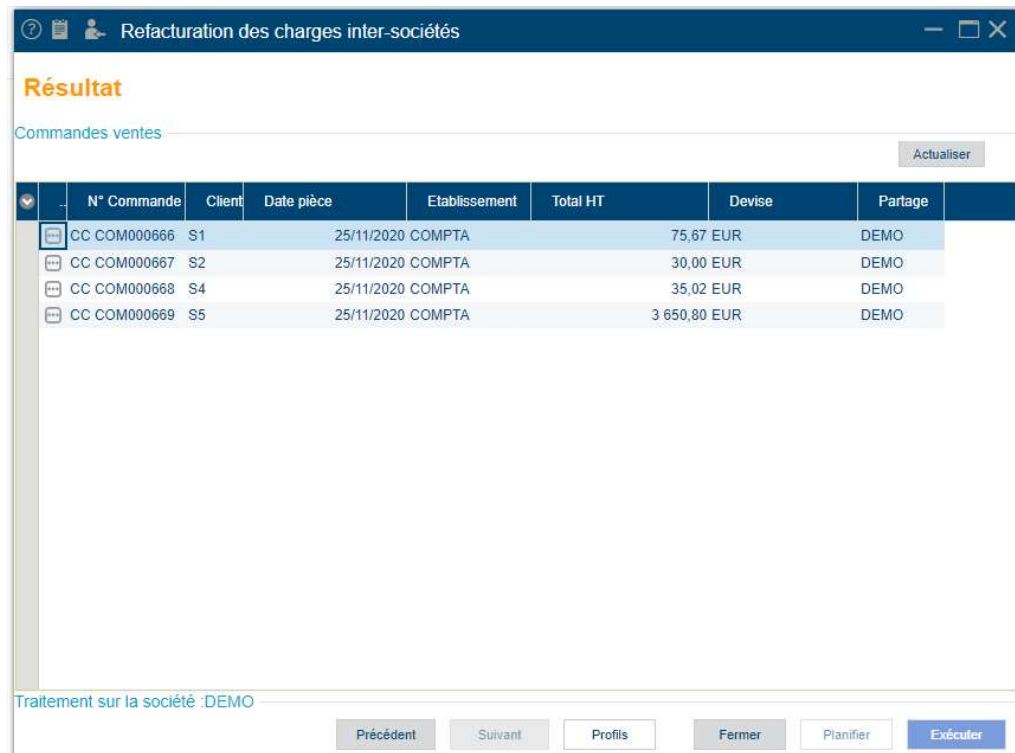 Refacturation des charges inter-sociétés
Résultat
Commandes ventes
Actualiser
.. N° Commande Client Date pièce Etablissement Total HT Devise Partage
CC COM000666 S1 25/11/2020 COMPTA 75,67 EUR DEMO
CC COM000667 S2 25/11/2020 COMPTA 30,00 EUR DEMO
CC COM000668 S4 25/11/2020 COMPTA 35,02 EUR DEMO
CC COM000669 S5 25/11/2020 COMPTA 3 650,80 EUR DEMO
Traitement sur la société :DEMO
Précédent Suivant Profils Fermer Planifier Exécuter